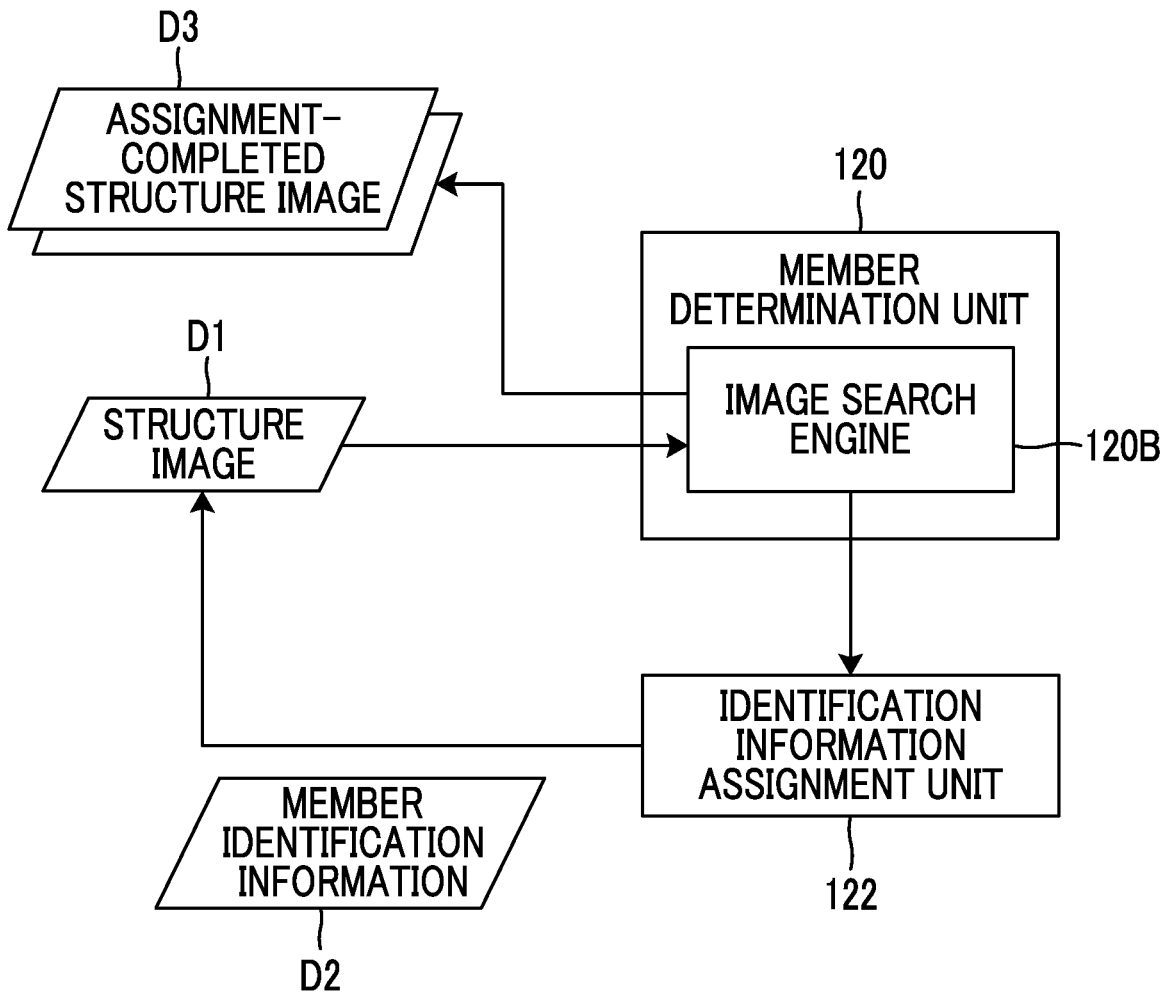 D3
ASSIGNMENT-
COMPLETED
STRUCTURE IMAGE
120
MEMBER
DETERMINATION UNIT
D1
STRUCTURE
IMAGE
IMAGE SEARCH
ENGINE
120B
IDENTIFICATION
INFORMATION
ASSIGNMENT UNIT
122
MEMBER
IDENTIFICATION
INFORMATION
D2